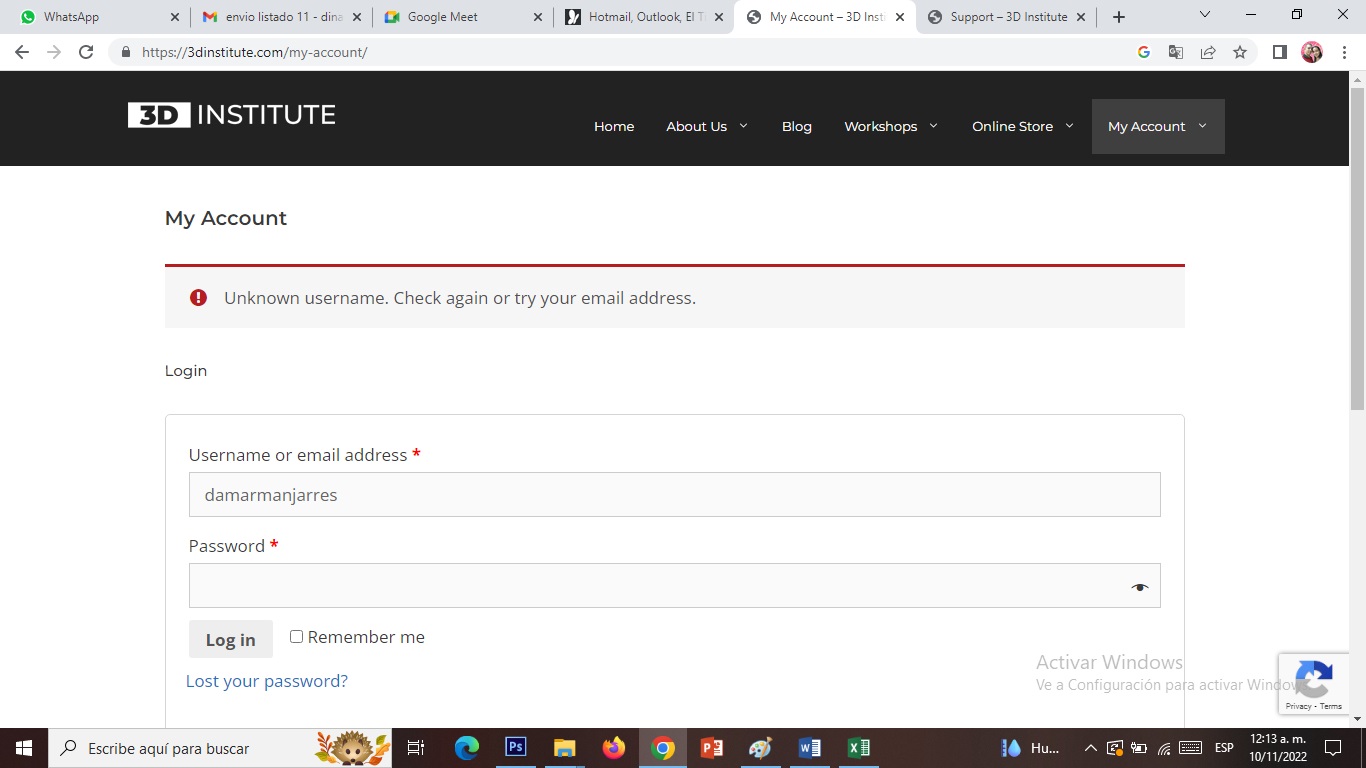 WhatsApp
envio listado 11 - dina
Google Meet
Hotmail, Outlook, El T
My Account – 3D Insti
Support – 3D Institute
https://3dinstitute.com/my-account/
3D INSTITUTE
Home
About Us
Blog
Workshops
Online Store
My Account
My Account
Unknown username. Check again or try your email address.
Login
Username or email address *
damarmanjarres
Password *
Log in
Remember me
Lost your password?
Activar Windows
Ve a Configuración para activar Windows
Privacy - Terms
Escribe aquí para buscar
Ps
Hu...
ESP
12:13 a. m.
10/11/2022